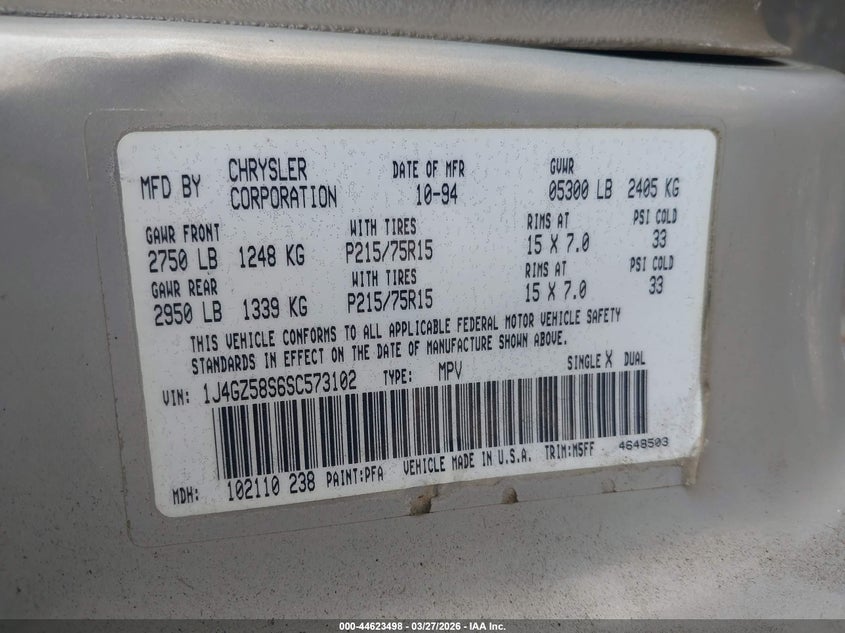 MFD BY CHRYSLER CORPORATION DATE OF MFR 10-94 GVWR 05300 LB 2405 KG
GAWR FRONT WITH TIRES RIMS AT PSI COLD
2750 LB 1248 KG P215/75R15 15 X 7.0 33
GAWR REAR WITH TIRES RIMS AT PSI COLD
2950 LB 1339 KG P215/75R15 15 X 7.0 33
THIS VEHICLE CONFORMS TO ALL APPLICABLE FEDERAL MOTOR VEHICLE SAFETY
STANDARDS IN EFFECT ON THE DATE OF MANUFACTURE SHOWN ABOVE.
VIN: 1J4GZ58S6SC573102 TYPE: MPV SINGLE X DUAL
MDH: 102110 238 PAINT:PFA VEHICLE MADE IN U.S.A. TRIM:M5FF 4648503
000-44623498 - 03/27/2026 - IAA Inc.